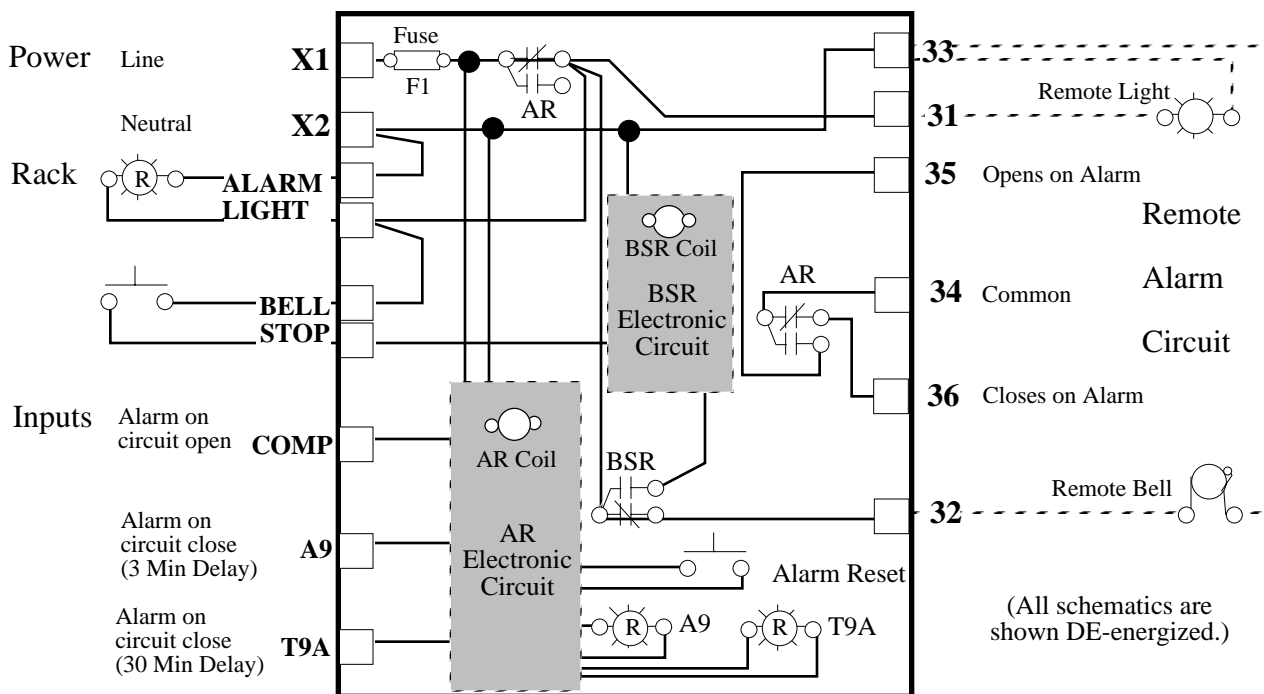 Power
Line
X1
Fuse
F1
AR
33
Remote Light
31
Neutral
X2
Rack
R
ALARM
LIGHT
35
Opens on Alarm
Remote
BSR Coil
BSR
Electronic
Circuit
AR
34
Common
Alarm
BELL
STOP
Circuit
36
Closes on Alarm
Inputs
Alarm on
circuit open
COMP
AR Coil
BSR
Remote Bell
32
Alarm on
circuit close
(3 Min Delay)
A9
AR
Electronic
Circuit
Alarm Reset
Alarm on
circuit close
(30 Min Delay)
T9A
R
A9
R
T9A
(All schematics are
shown DE-energized.)